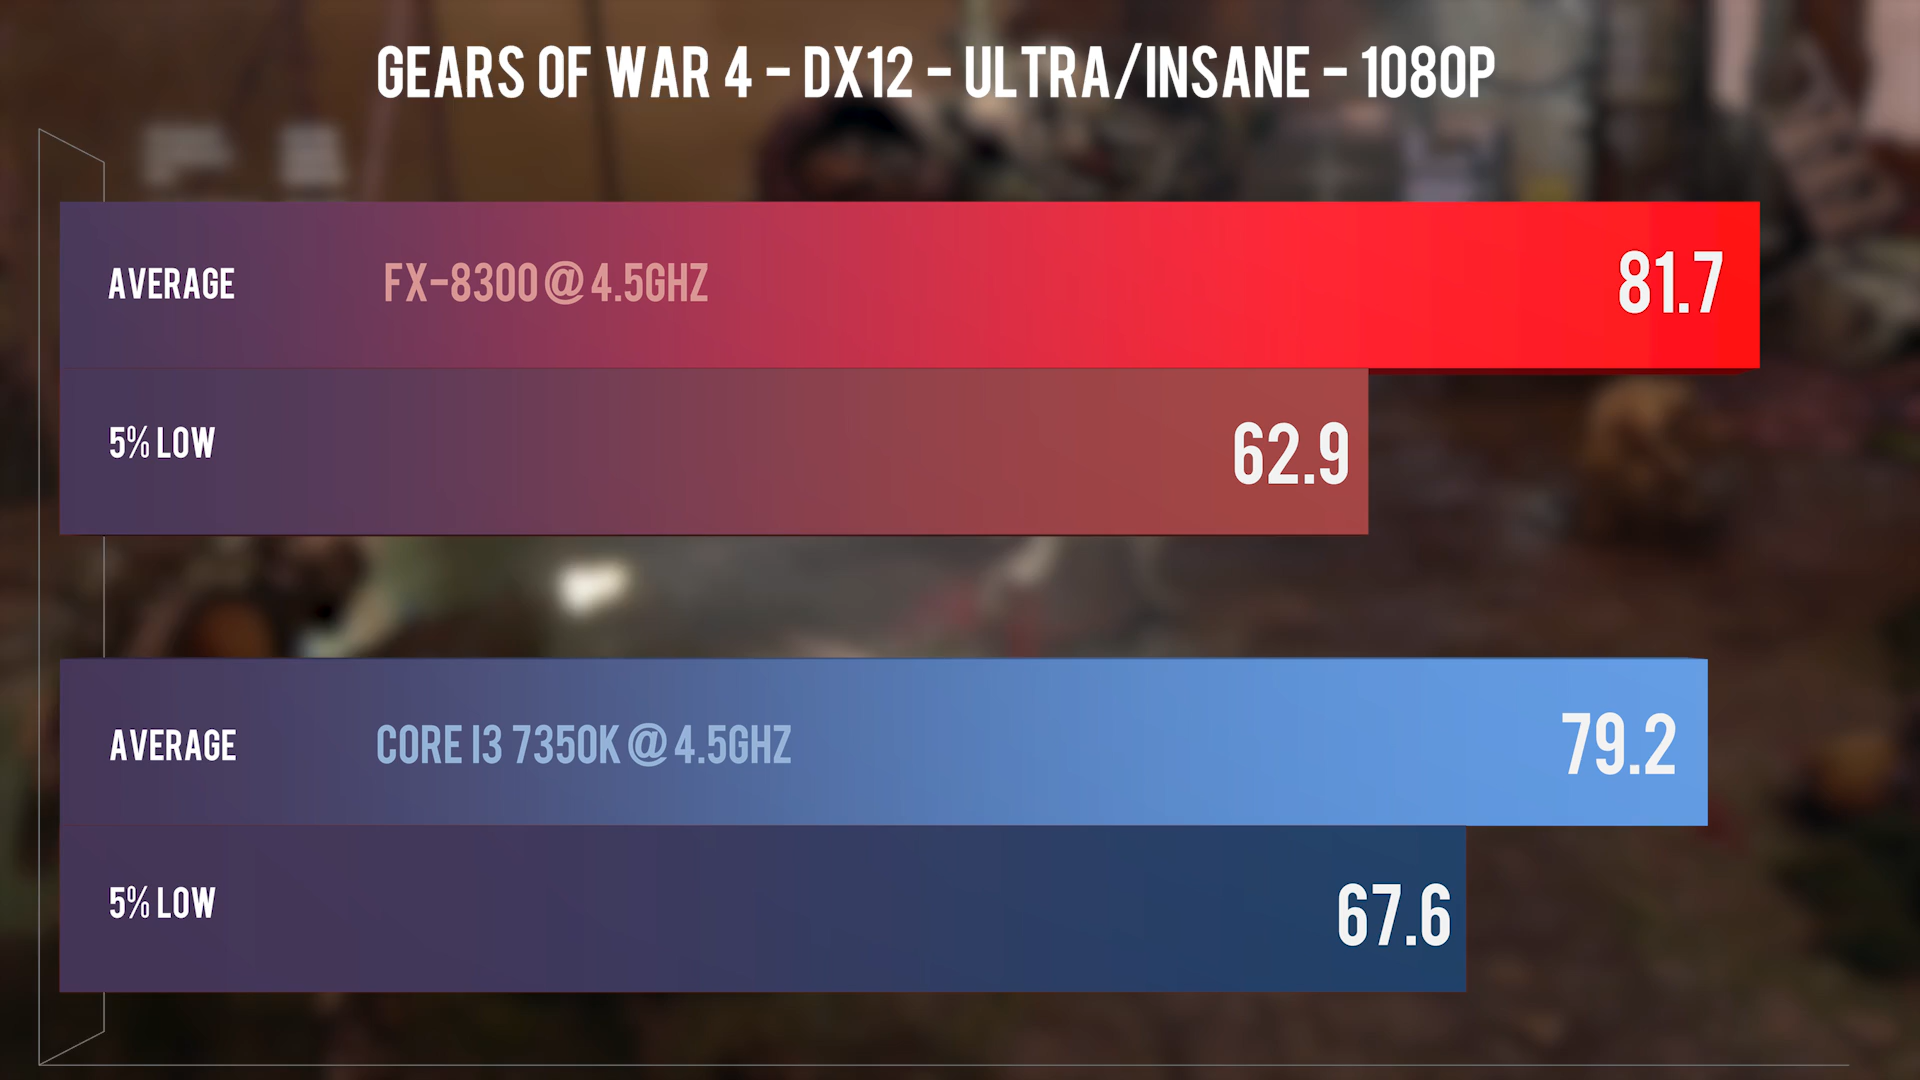 GEARS OF WAR 4 - DX12 - ULTRA/INSANE - 1080P
AVERAGE FX-8300 @ 4.5GHZ 81.7
5% LOW 62.9
AVERAGE CORE I3 7350K @ 4.5GHZ 79.2
5% LOW 67.6